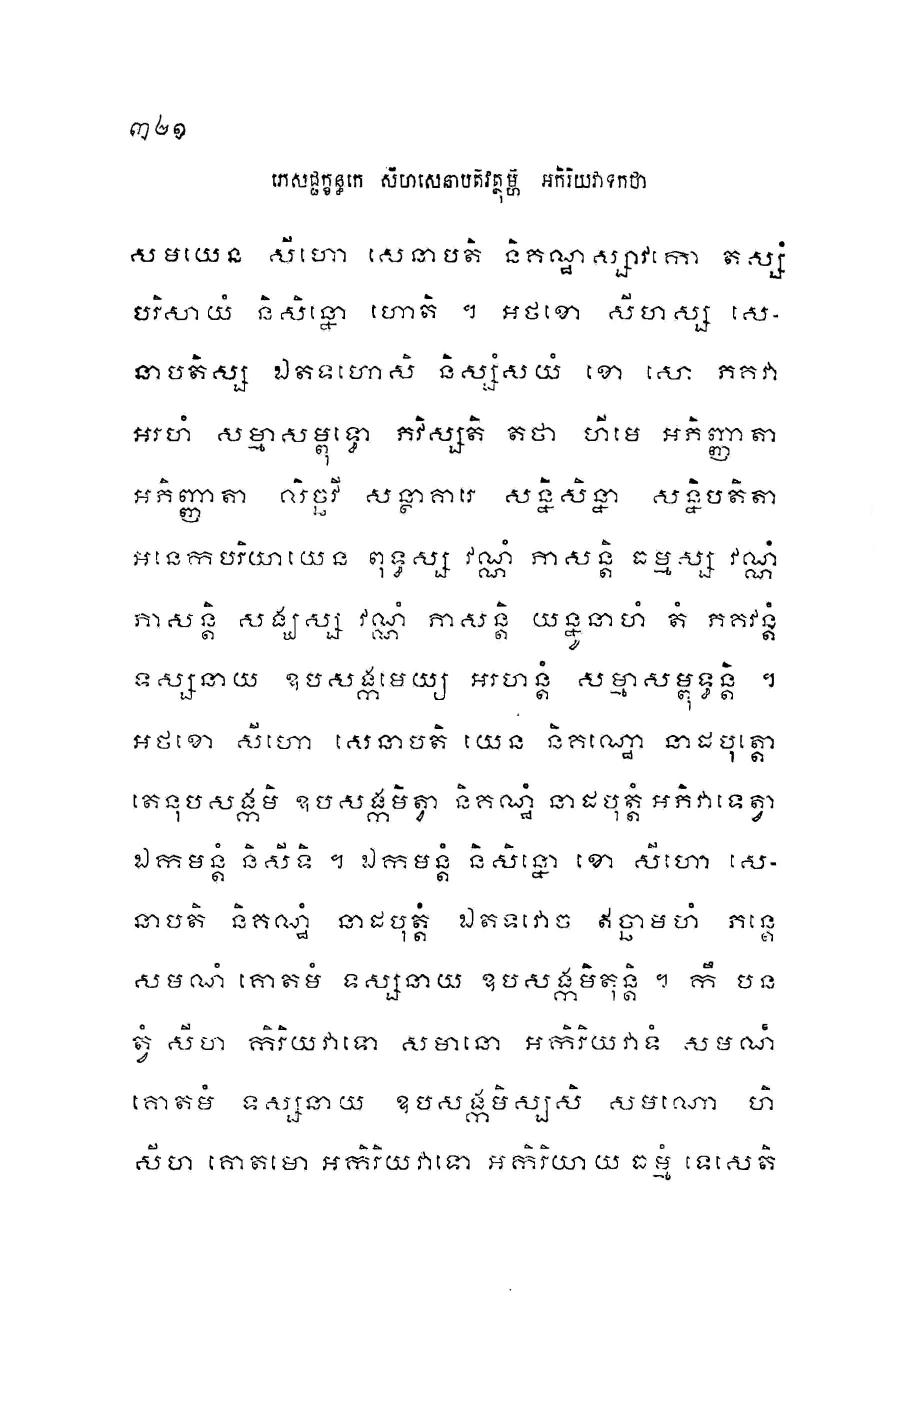 ៣២១
ភេសជ្ជក្ខន្ធកេ សីហសេនាបតិវត្ថុម្ហិ អកិរិយវាទកថា
សមយេន សីហោ សេនាបតិ និគណ្ឋស្សាវកោ តស្សំ
បរិសាយំ និសិន្នោ ហោតិ ។ អថខោ សីហស្ស សេ-
នាបតិស្ស ឯតទហោសិ និស្សំសយំ ខោ សោ ភគវា
អរហំ សម្មាសម្ពុទ្ធោ ភវិស្សតិ តថា ហីមេ អភិញ្ញាតា
អភិញ្ញាតា លិច្ឆវី សន្ថាគារេ សន្និសិន្នា សន្និបតិតា
អនេកបរិយាយេន ពុទ្ធស្ស វណ្ណំ ភាសន្តិ ធម្មស្ស វណ្ណំ
ភាសន្តិ សង្ឃស្ស វណ្ណំ ភាសន្តិ យន្នូនាហំ តំ ភគវន្តំ
ទស្សនាយ ឧបសង្កមេយ្យ អរហន្តំ សម្មាសម្ពុទ្ធន្តិ ។
អថខោ សីហោ សេនាបតិ យេន និគណ្ឋោ នាដបុត្តោ
តេនុបសង្កមិ ឧបសង្កមិត្វា និគណ្ឋំ នាដបុត្តំ អភិវាទេត្វា
ឯកមន្តំ និសីទិ ។ ឯកមន្តំ និសិន្នោ ខោ សីហោ សេ-
នាបតិ និគណ្ឋំ នាដបុត្តំ ឯតទវោច ឥច្ឆាមហំ ភន្តេ
សមណំ គោតមំ ទស្សនាយ ឧបសង្កមិតុន្តិ ។ កឹ បន
ត្វំ សីហ កិរិយវាទោ សមានោ អកិរិយវាទំ សមណំ
គោតមំ ទស្សនាយ ឧបសង្កមិស្សសិ សមណោ ហិ
សីហ គោតមោ អកិរិយវាទោ អកិរិយាយ ធម្មំ ទេសេតិ